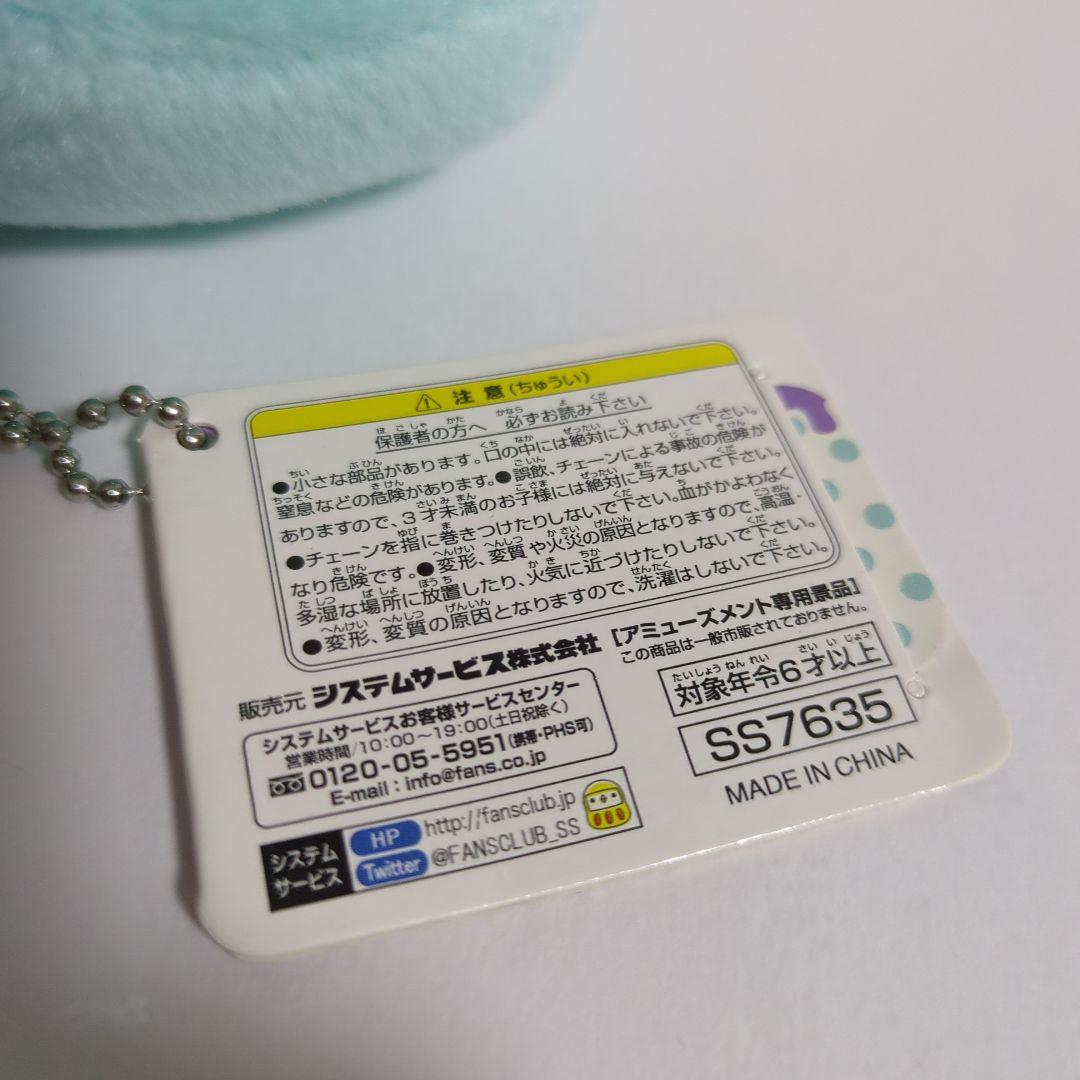 ⚠ 注意(ちゅうい)
保護者の方へ 必ずお読み下さい
●小さな部品があります。口の中には絶対に入れないで下さい。
窒息などの危険があります。●誤飲、チェーンによる事故の危険が
ありますので、3才未満のお子様には絶対に与えないで下さい。
●チェーンを指に巻きつけたりしないで下さい。血がかよわなく
なり危険です。●変形、変質や火災の原因となりますので、高温・
多湿な場所に放置したり、火気に近づけたりしないで下さい。
●変形、変質の原因となりますので、洗濯はしないで下さい。
販売元 システムサービス株式会社
[アミューズメント専用景品]
この商品は一般市販されておりません。
システムサービスお客様サービスセンター
営業時間/10:00〜19:00(土日祝除く)
0120-05-5951(携帯・PHS可)
E-mail : info@fans.co.jp
対象年令6才以上
SS7635
MADE IN CHINA
システム
サービス
HP http://fansclub.jp
Twitter @FANSCLUB_SS